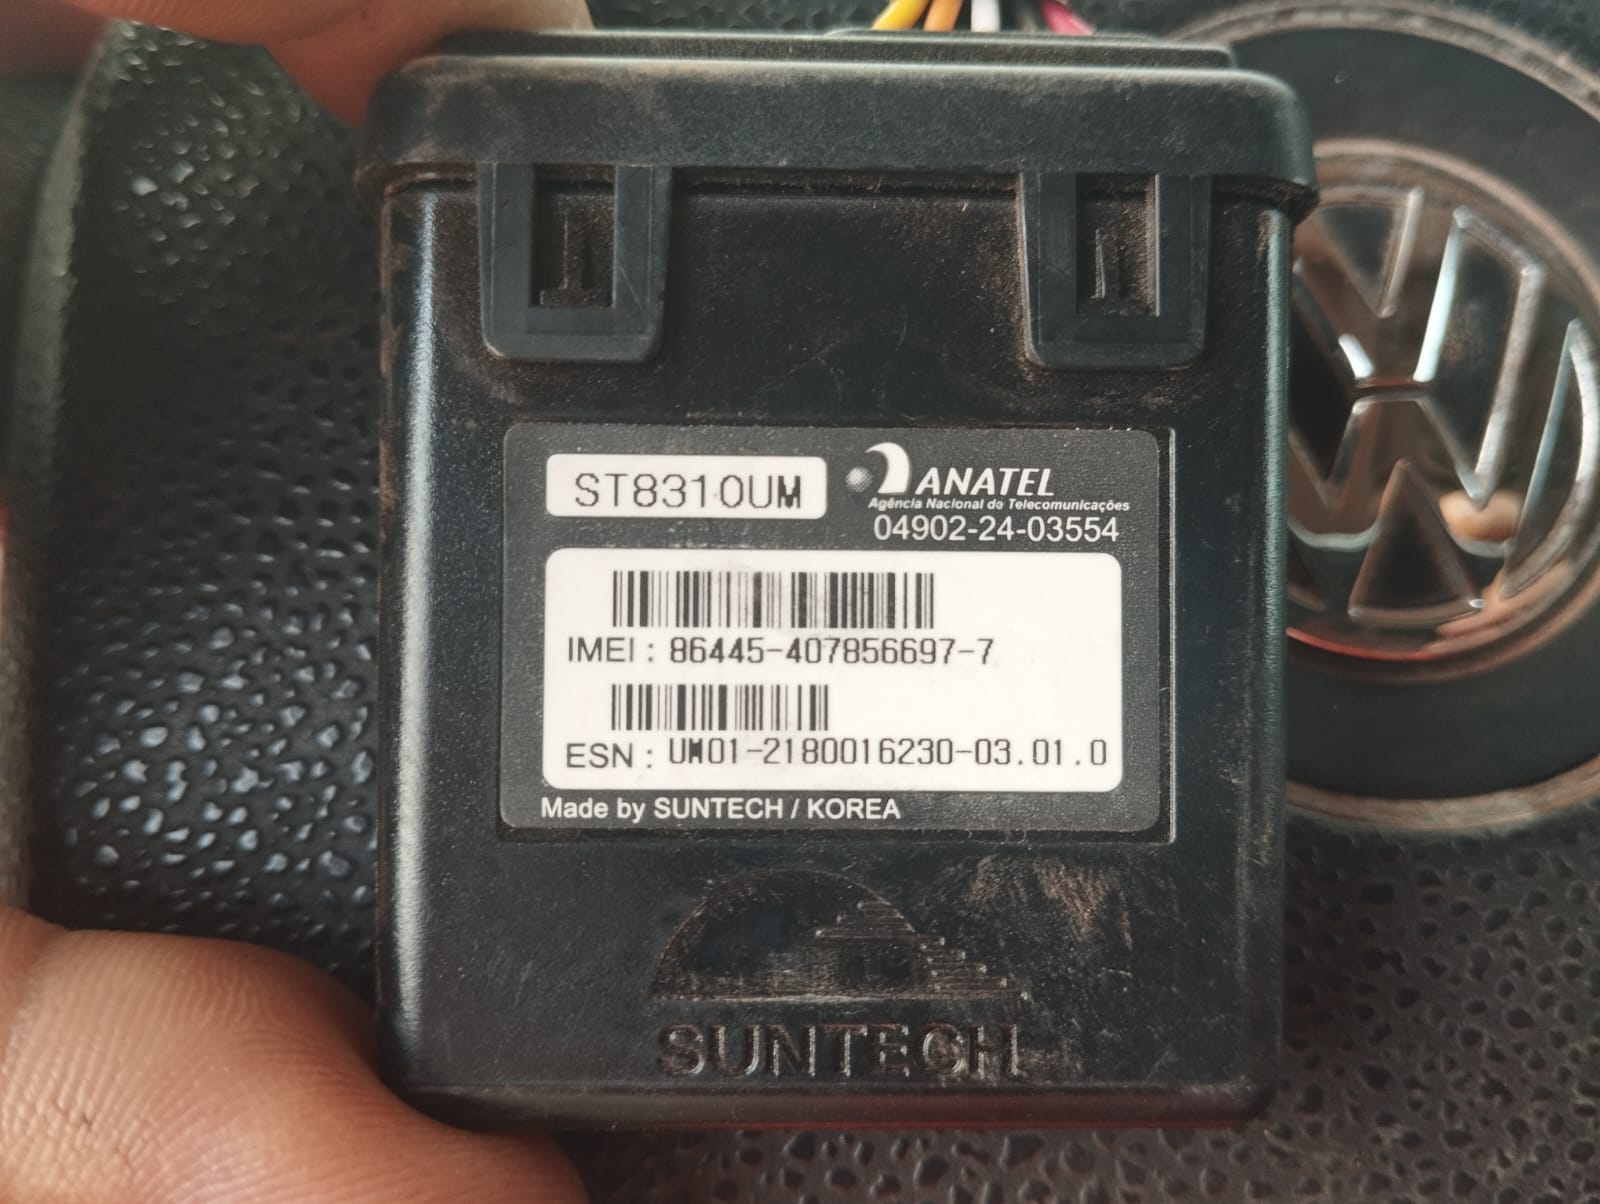 ST8310UM
ANATEL
Agência Nacional de Telecomunicações
04902-24-03554
IMEI : 86445-407856697-7
ESN : UM01-2180016230-03.01.0
Made by SUNTECH / KOREA
SUNTECH